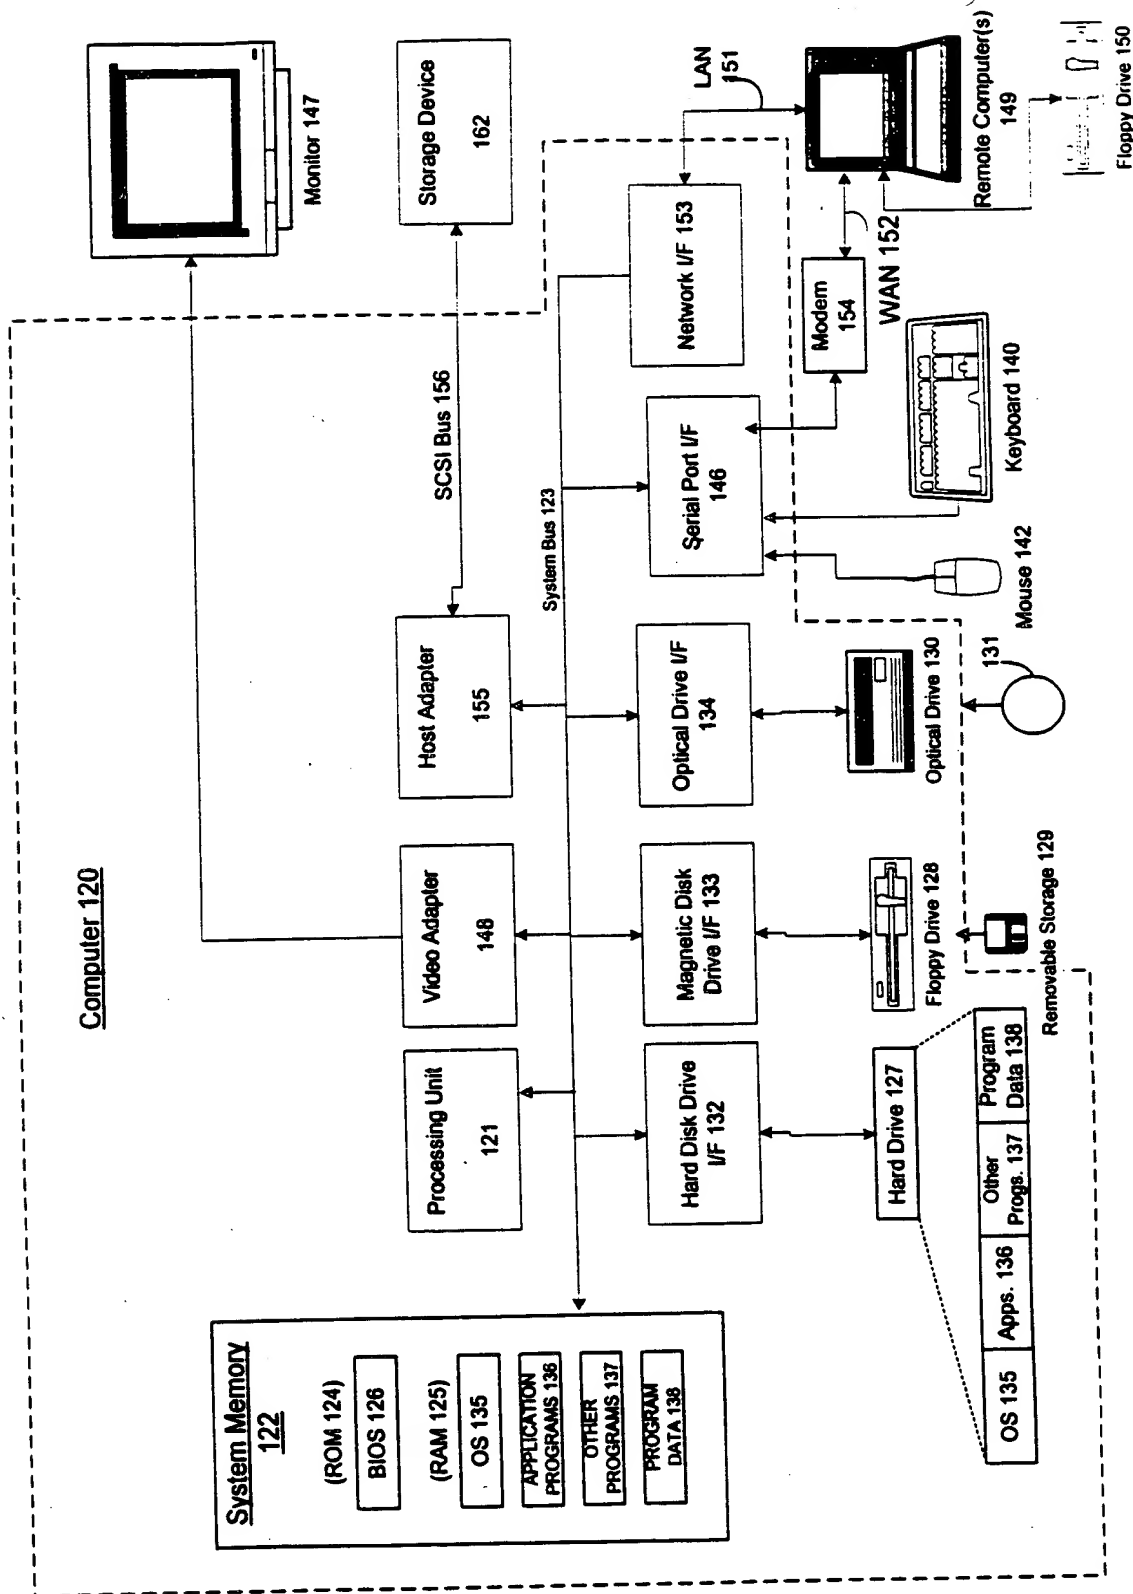 Computer 120
System Memory
122
(ROM 124)
BIOS 126
(RAM 125)
OS 135
APPLICATION
PROGRAMS 136
OTHER
PROGRAMS 137
PROGRAM
DATA 138
Processing Unit
121
Video Adapter
148
Host Adapter
155
SCSI Bus 156
Storage Device
162
Monitor 147
System Bus 123
Hard Disk Drive
I/F 132
Magnetic Disk
Drive I/F 133
Optical Drive I/F
134
Serial Port I/F
146
Network I/F 153
LAN
151
Modem
154
WAN 152
Remote Computer(s)
149
Floppy Drive 150
Hard Drive 127
Floppy Drive 128
Optical Drive 130
131
Mouse 142
Keyboard 140
Removable Storage 129
OS 135
Apps. 136
Other
Progs. 137
Program
Data 138